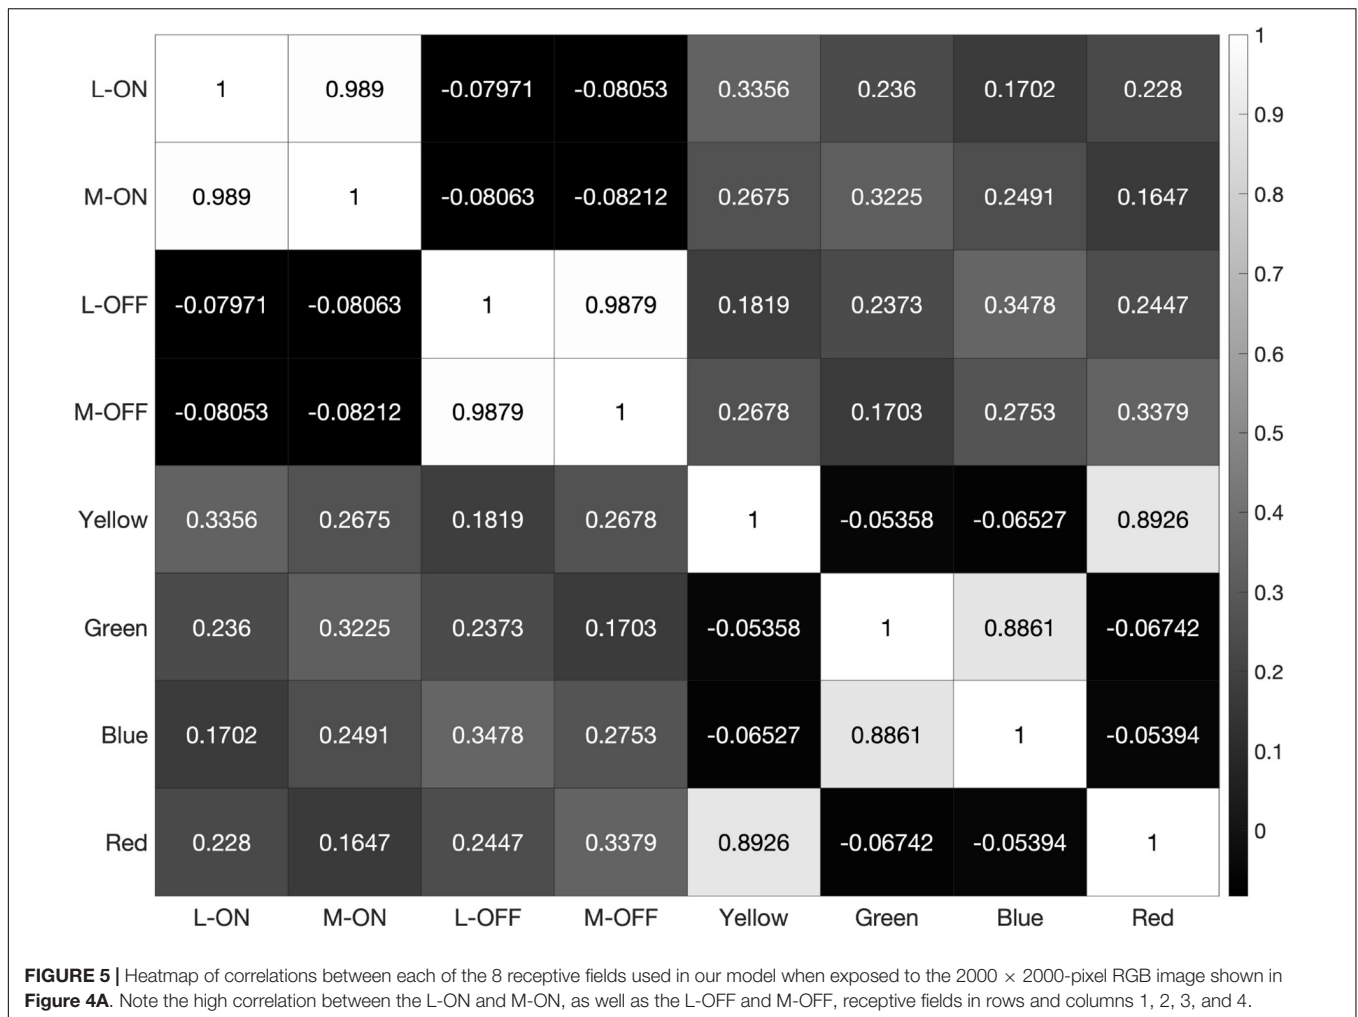 1
L-ON 1 0.989 -0.07971 -0.08053 0.3356 0.236 0.1702 0.228
0.9
M-ON 0.989 1 -0.08063 -0.08212 0.2675 0.3225 0.2491 0.1647
0.8
0.7
L-OFF -0.07971 -0.08063 1 0.9879 0.1819 0.2373 0.3478 0.2447
0.6
M-OFF -0.08053 -0.08212 0.9879 1 0.2678 0.1703 0.2753 0.3379
0.5
Yellow 0.3356 0.2675 0.1819 0.2678 1 -0.05358 -0.06527 0.8926
0.4
0.3
Green 0.236 0.3225 0.2373 0.1703 -0.05358 1 0.8861 -0.06742
0.2
Blue 0.1702 0.2491 0.3478 0.2753 -0.06527 0.8861 1 -0.05394
0.1
0
Red 0.228 0.1647 0.2447 0.3379 0.8926 -0.06742 -0.05394 1
L-ON M-ON L-OFF M-OFF Yellow Green Blue Red
FIGURE 5 | Heatmap of correlations between each of the 8 receptive fields used in our model when exposed to the 2000 × 2000-pixel RGB image shown in
Figure 4A. Note the high correlation between the L-ON and M-ON, as well as the L-OFF and M-OFF, receptive fields in rows and columns 1, 2, 3, and 4.